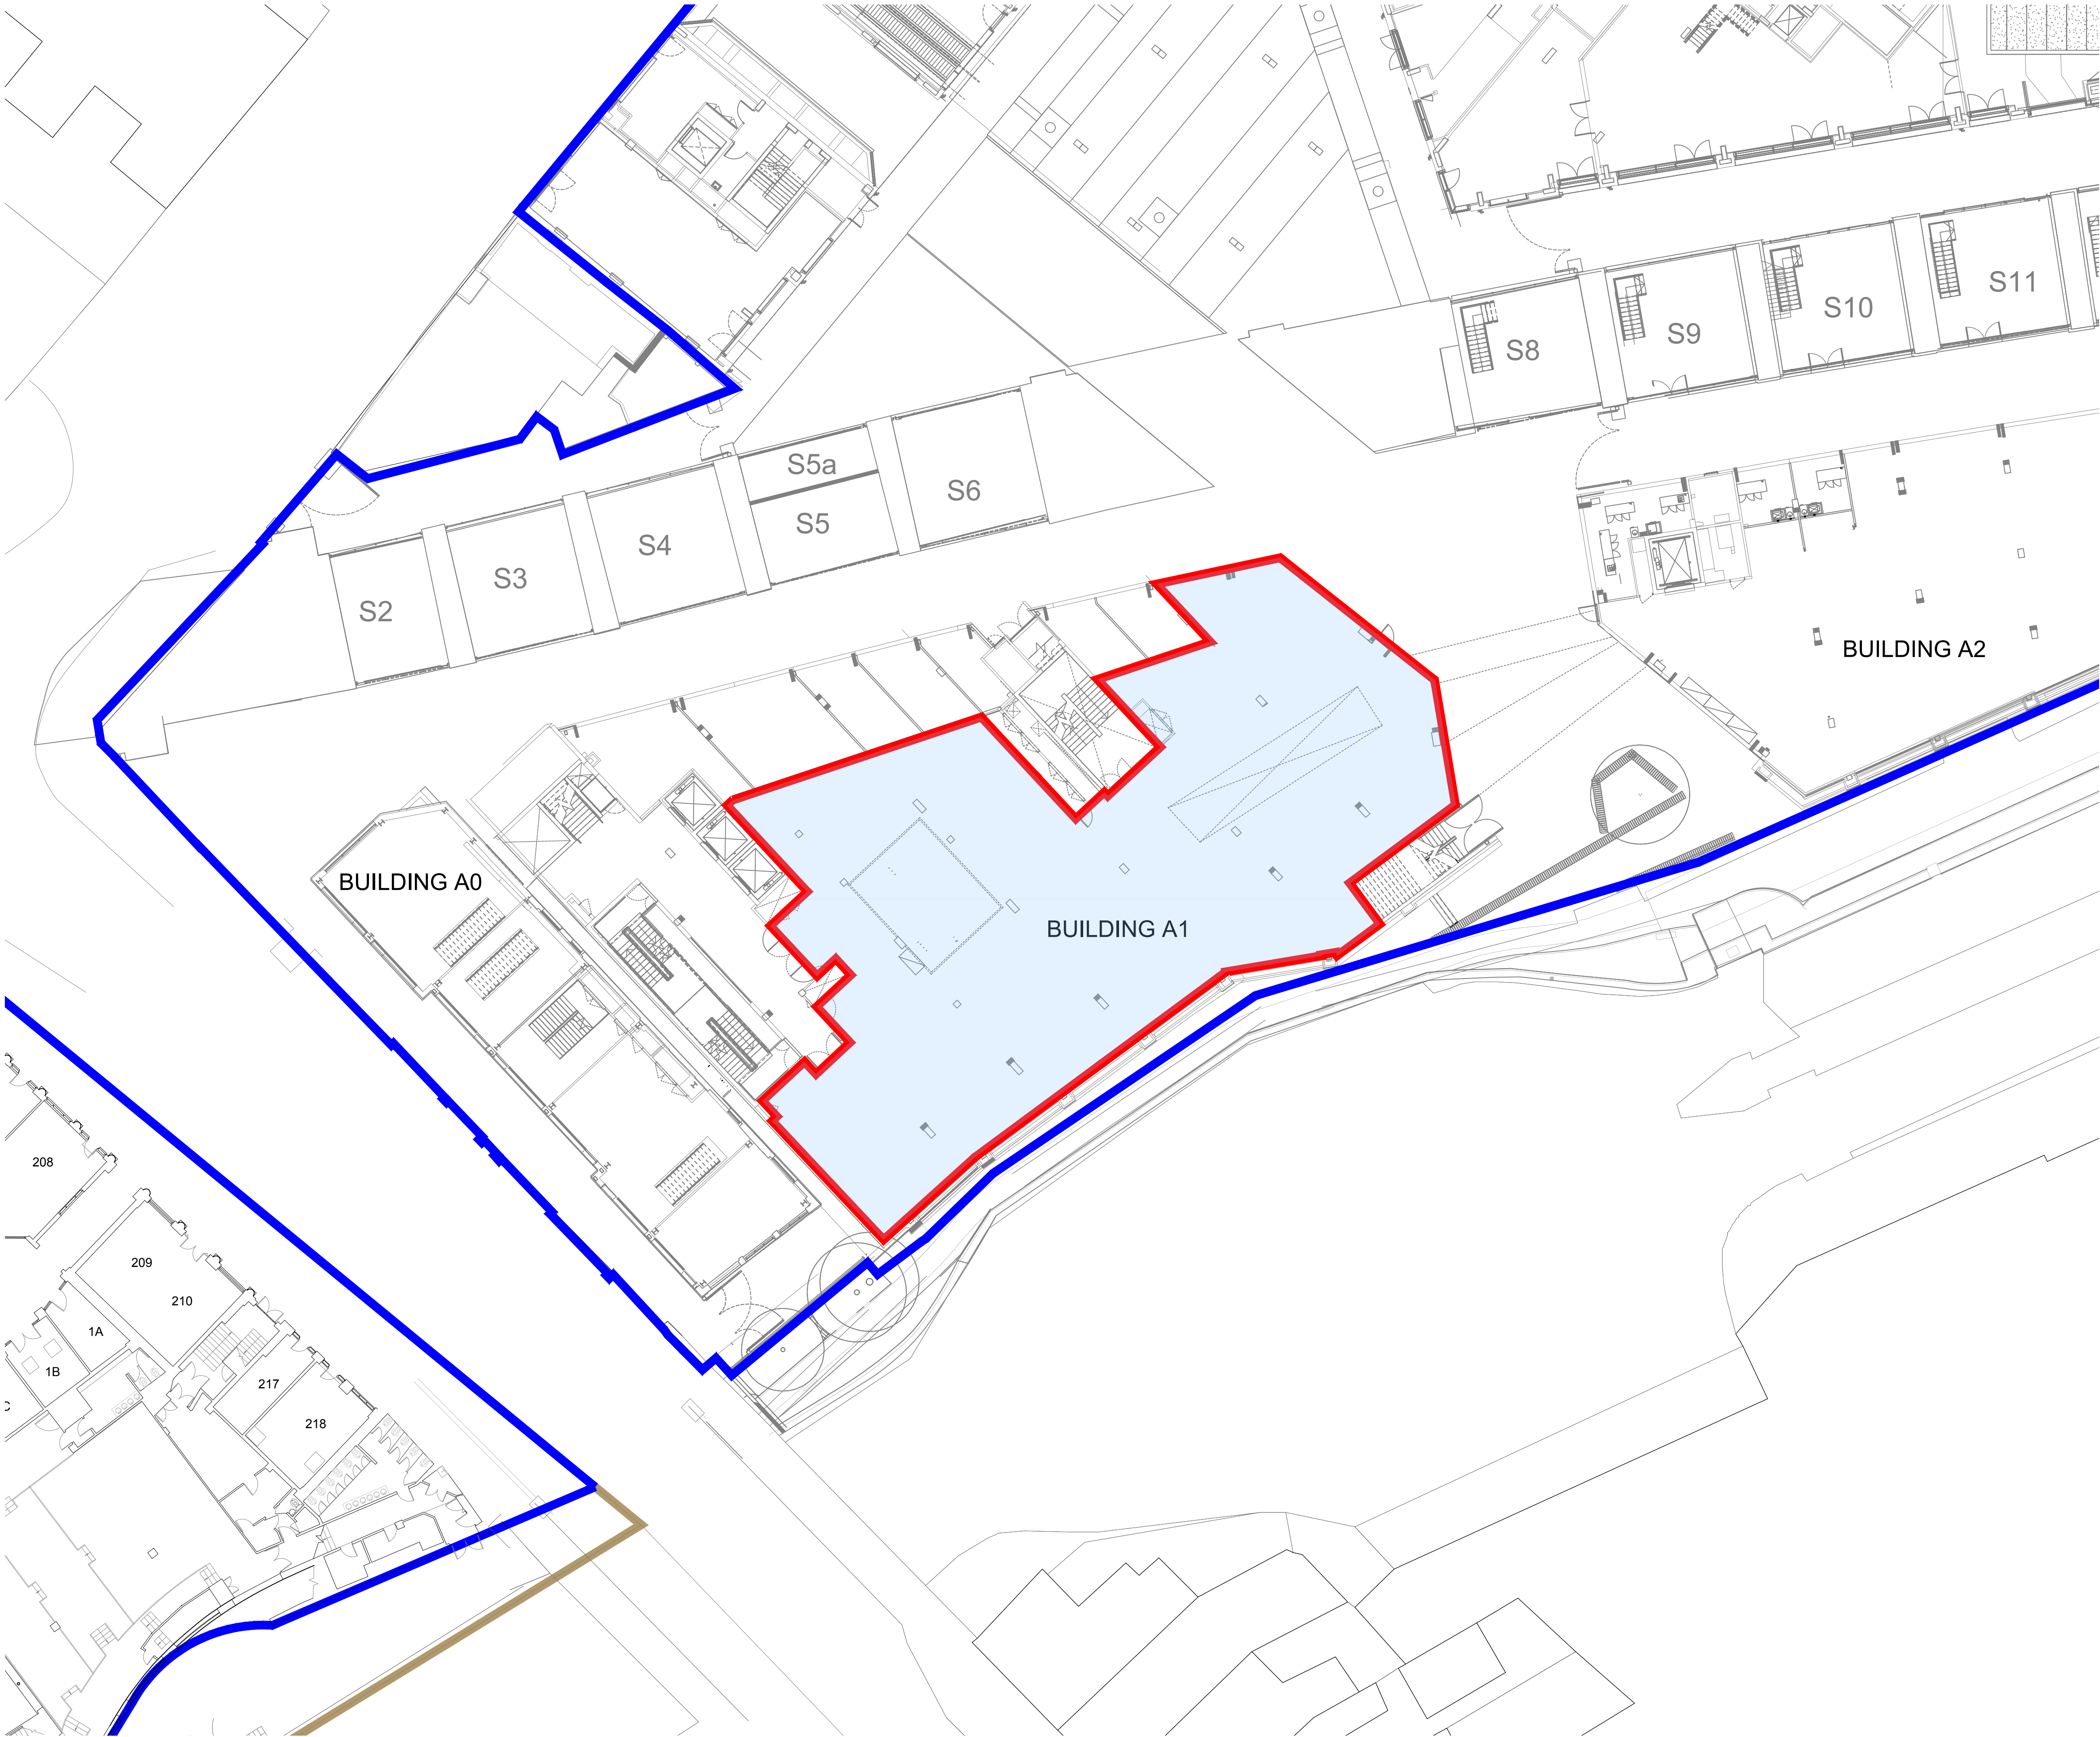 S11
S10
S9
S8
S5a
S6
S5
S4
S3
S2
BUILDING A2
BUILDING A0
BUILDING A1
208
209
210
1A
1B
C
217
218